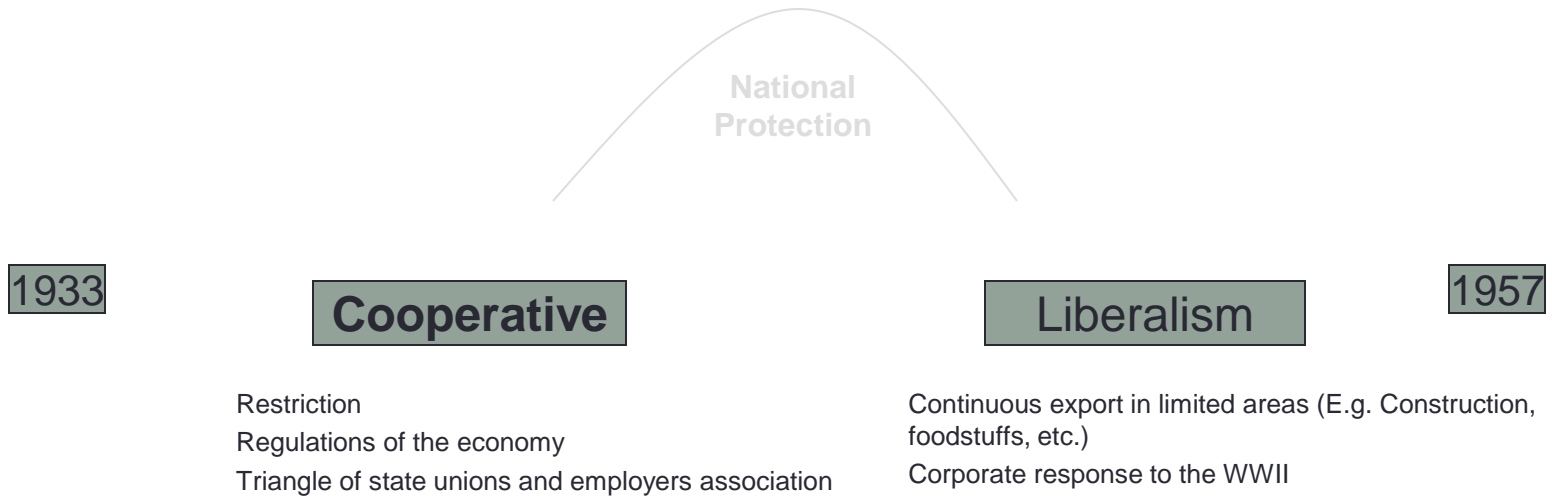 National
Protection
1933
Cooperative
Liberalism
1957
Restriction
Regulations of the economy
Triangle of state unions and employers association
Continuous export in limited areas (E.g. Construction,
foodstuffs, etc.)
Corporate response to the WWII